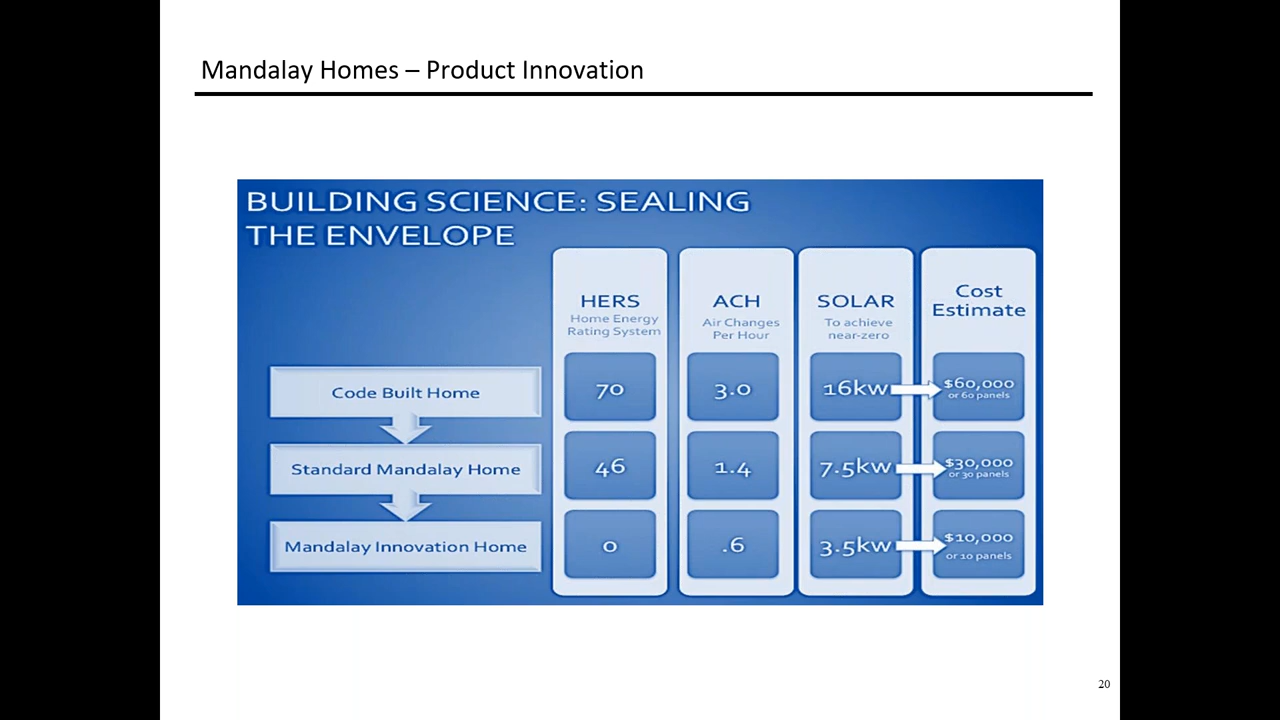 Mandalay Homes – Product Innovation
BUILDING SCIENCE: SEALING
THE ENVELOPE
HERS
Home Energy
Rating System
ACH
Air Changes
Per Hour
SOLAR
To achieve
near-zero
Cost
Estimate
Code Built Home
70
3.0
16kw
$60,000
or 60 panels
Standard Mandalay Home
46
1.4
7.5kw
$30,000
or 30 panels
Mandalay Innovation Home
0
.6
3.5kw
$10,000
or 10 panels
20